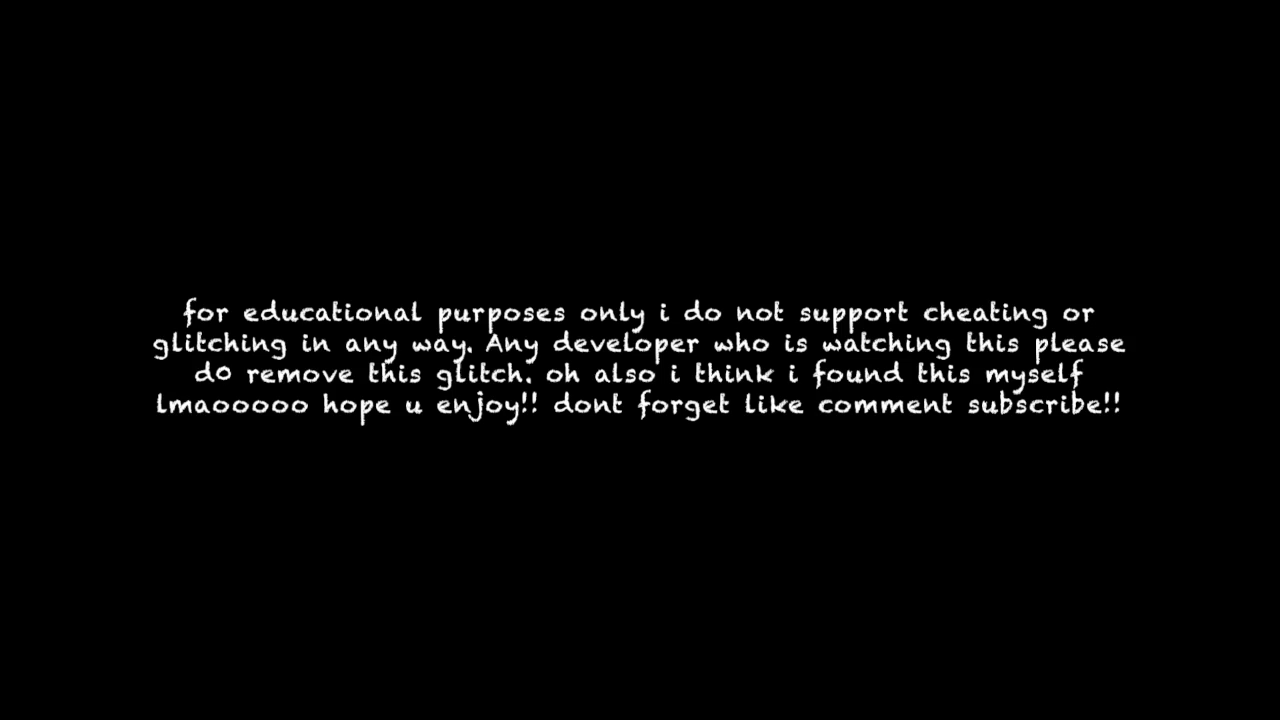 for educational purposes only i do not support cheating or
glitching in any way. Any developer who is watching this please
do remove this glitch. oh also i think i found this myself
lmaooooo hope u enjoy!! dont forget like comment subscribe!!